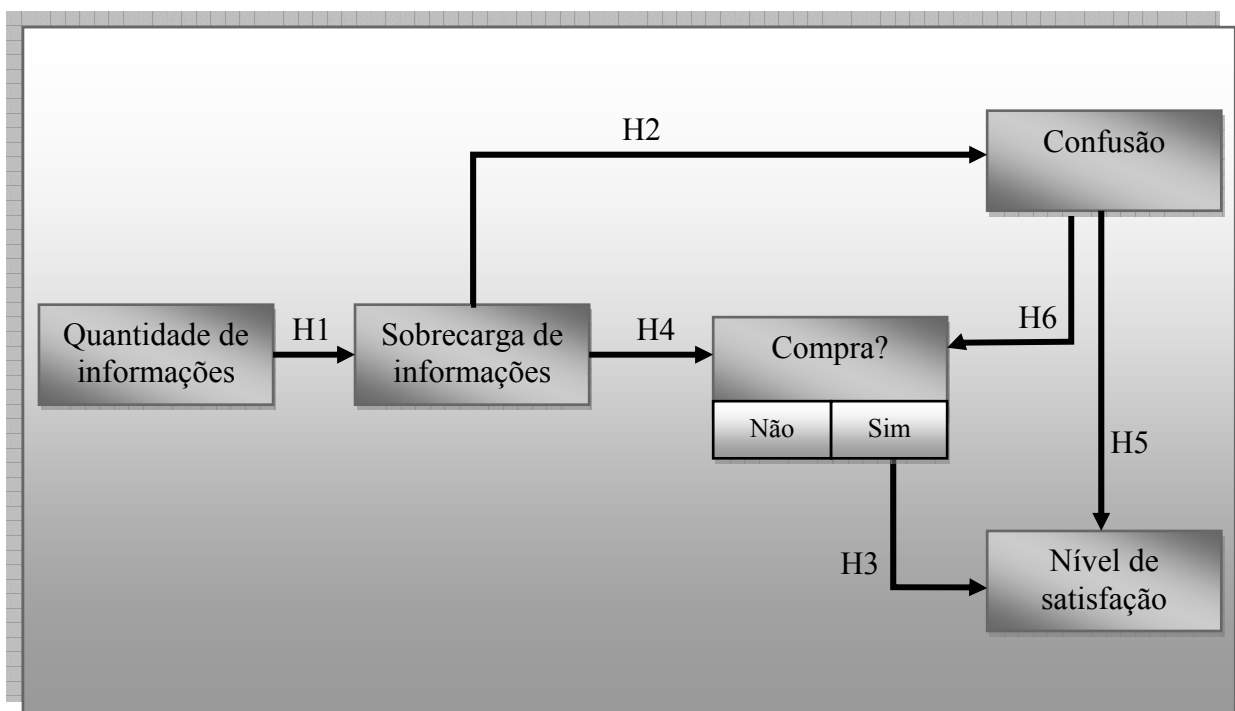 H2
Confusão
Quantidade de
informações
H1
Sobrecarga de
informações
H4
Compra?
H6
Não
Sim
H5
H3
Nível de
satisfação